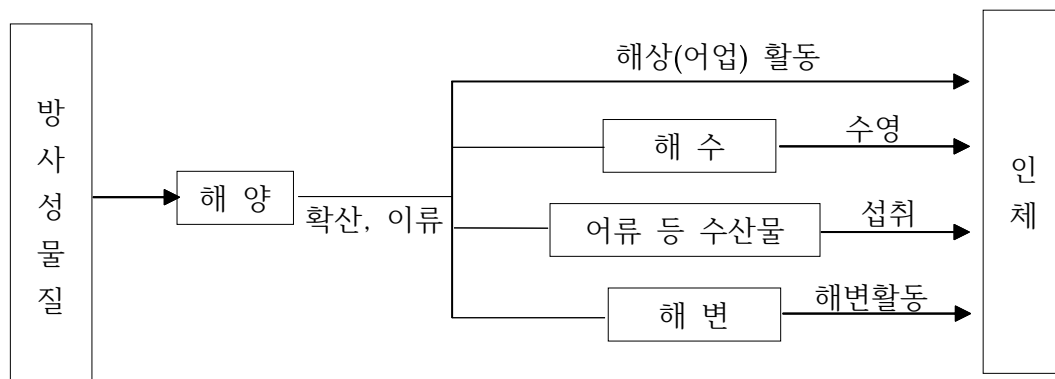 방사성물질
해 양
확산, 이류
해상(어업) 활동
해 수
수영
어류 등 수산물
섭취
해 변
해변활동
인체